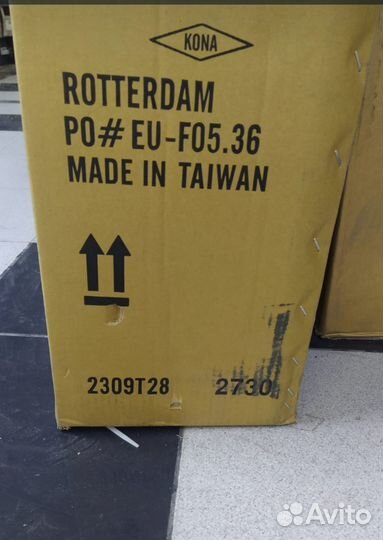 KONA
ROTTERDAM
PO# EU-F05.36
MADE IN TAIWAN
2309T28 2730
Avito